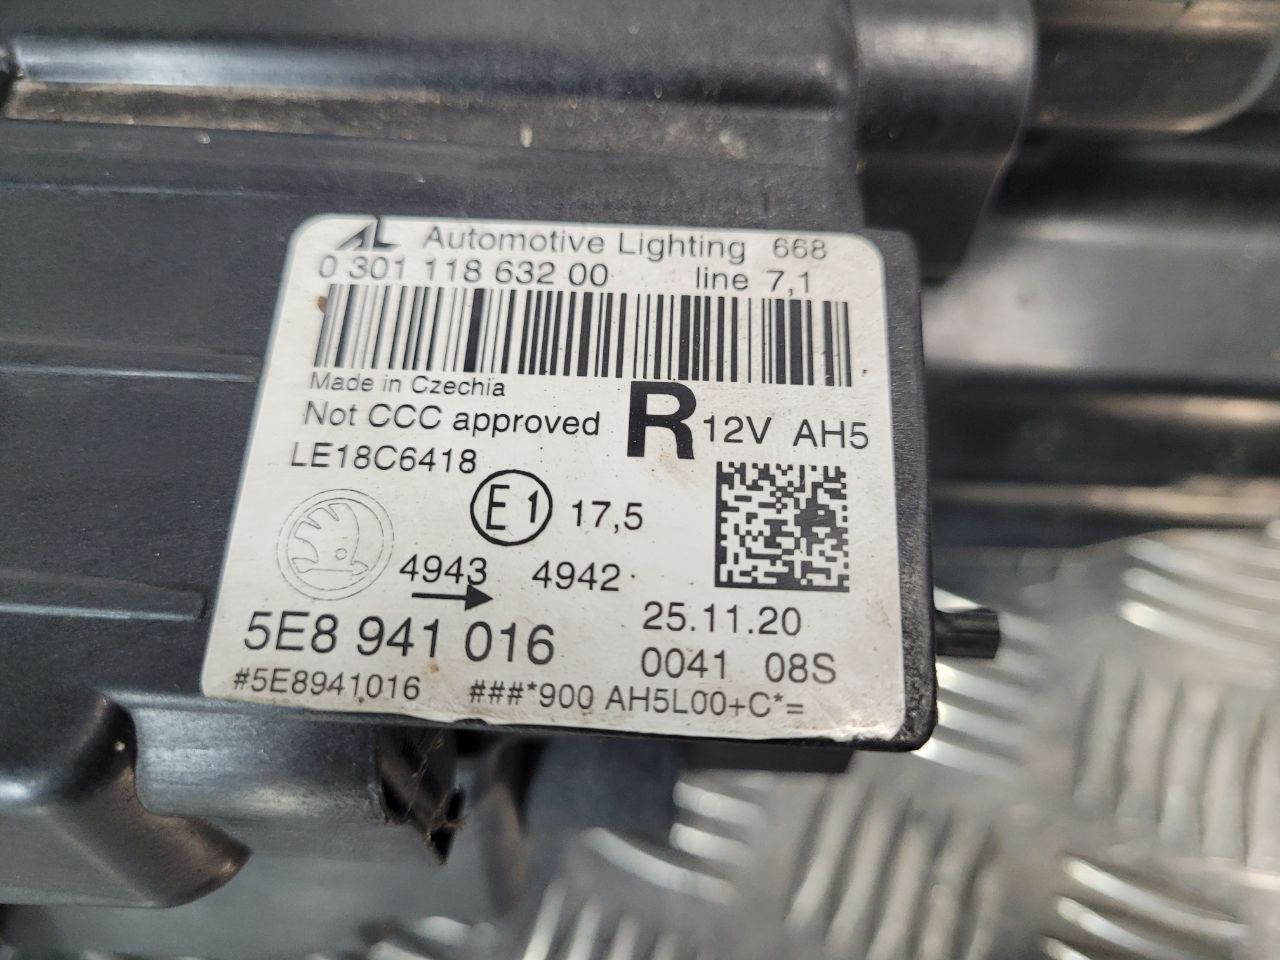 AL Automotive Lighting 668
0 301 118 632 00 line 7,1
Made in Czechia
Not CCC approved R 12V AH5
LE18C6418
E1 17,5
4943 4942
5E8 941 016 25.11.20
0041 08S
#5E8941016 ###*900 AH5L00+C*=